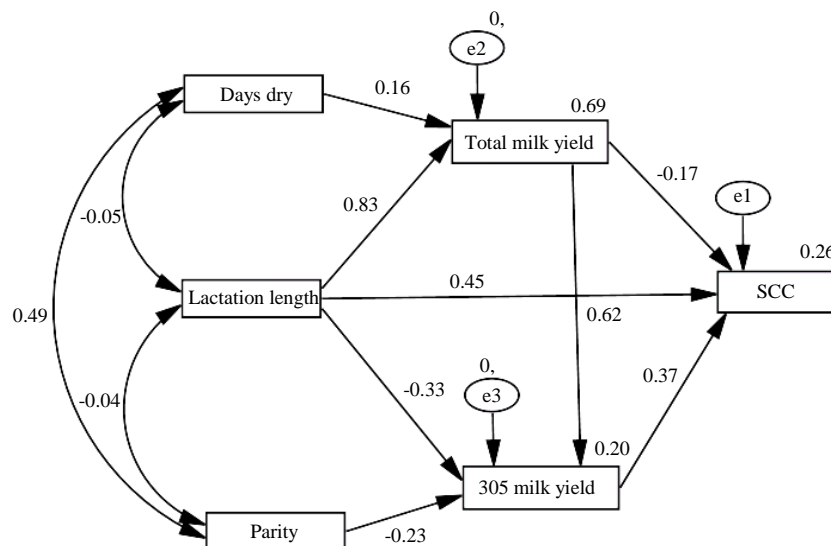 0,
e2
Days dry
0.16
0.69
Total milk yield
-0.17
e1
0.83
-0.05
0.26
Lactation length
0.45
SCC
0.49
0.62
0,
-0.33
e3
0.37
-0.04
0.20
305 milk yield
Parity
-0.23